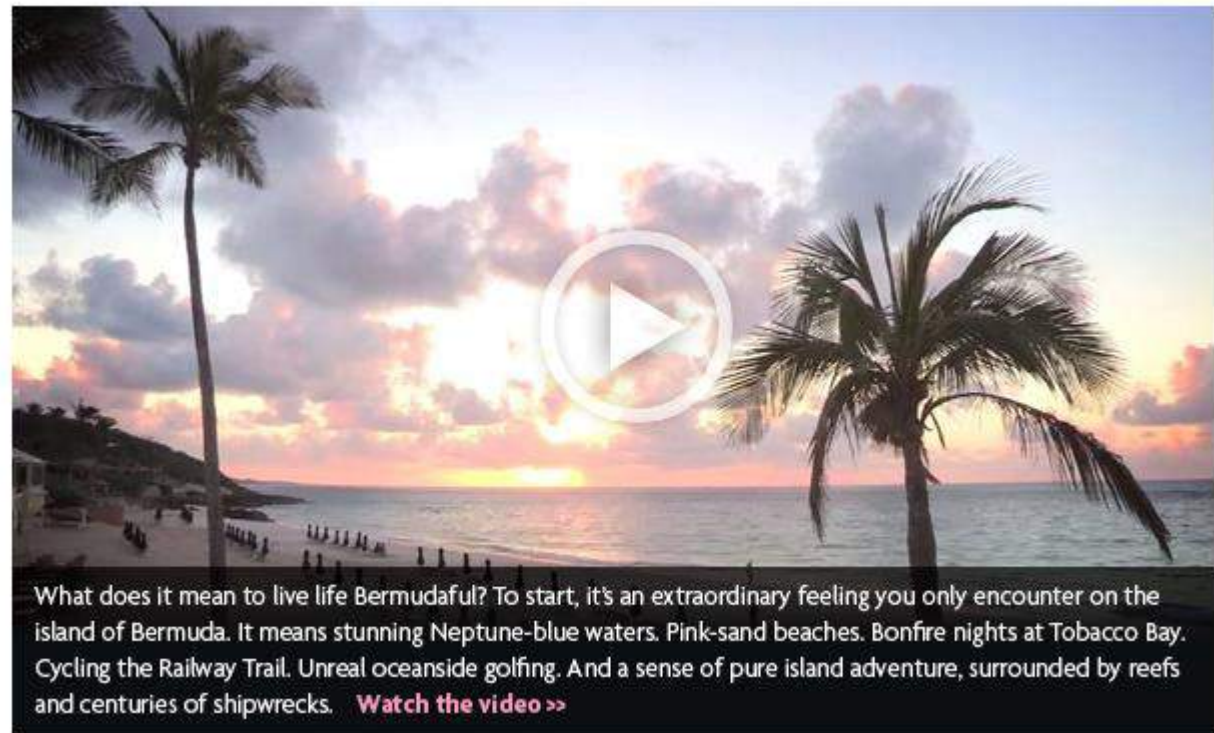 What does it mean to live life Bermudaful? To start, it's an extraordinary feeling you only encounter on the
island of Bermuda. It means stunning Neptune-blue waters. Pink-sand beaches. Bonfire nights at Tobacco Bay.
Cycling the Railway Trail. Unreal oceanside golfing. And a sense of pure island adventure, surrounded by reefs
and centuries of shipwrecks. Watch the video >>